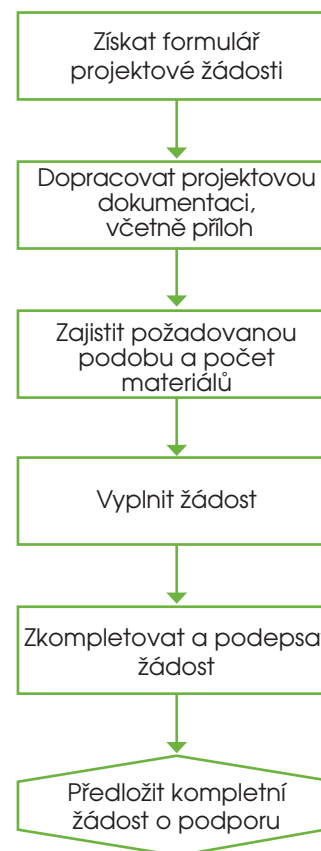 Získat formulář
projektové žádosti
Dopracovat projektovou
dokumentaci,
včetně příloh
Zajistit požadovanou
podobu a počet
materiálů
Vyplnit žádost
Zkompletovat a podepsa
žádost
Předložit kompletní
žádost o podporu